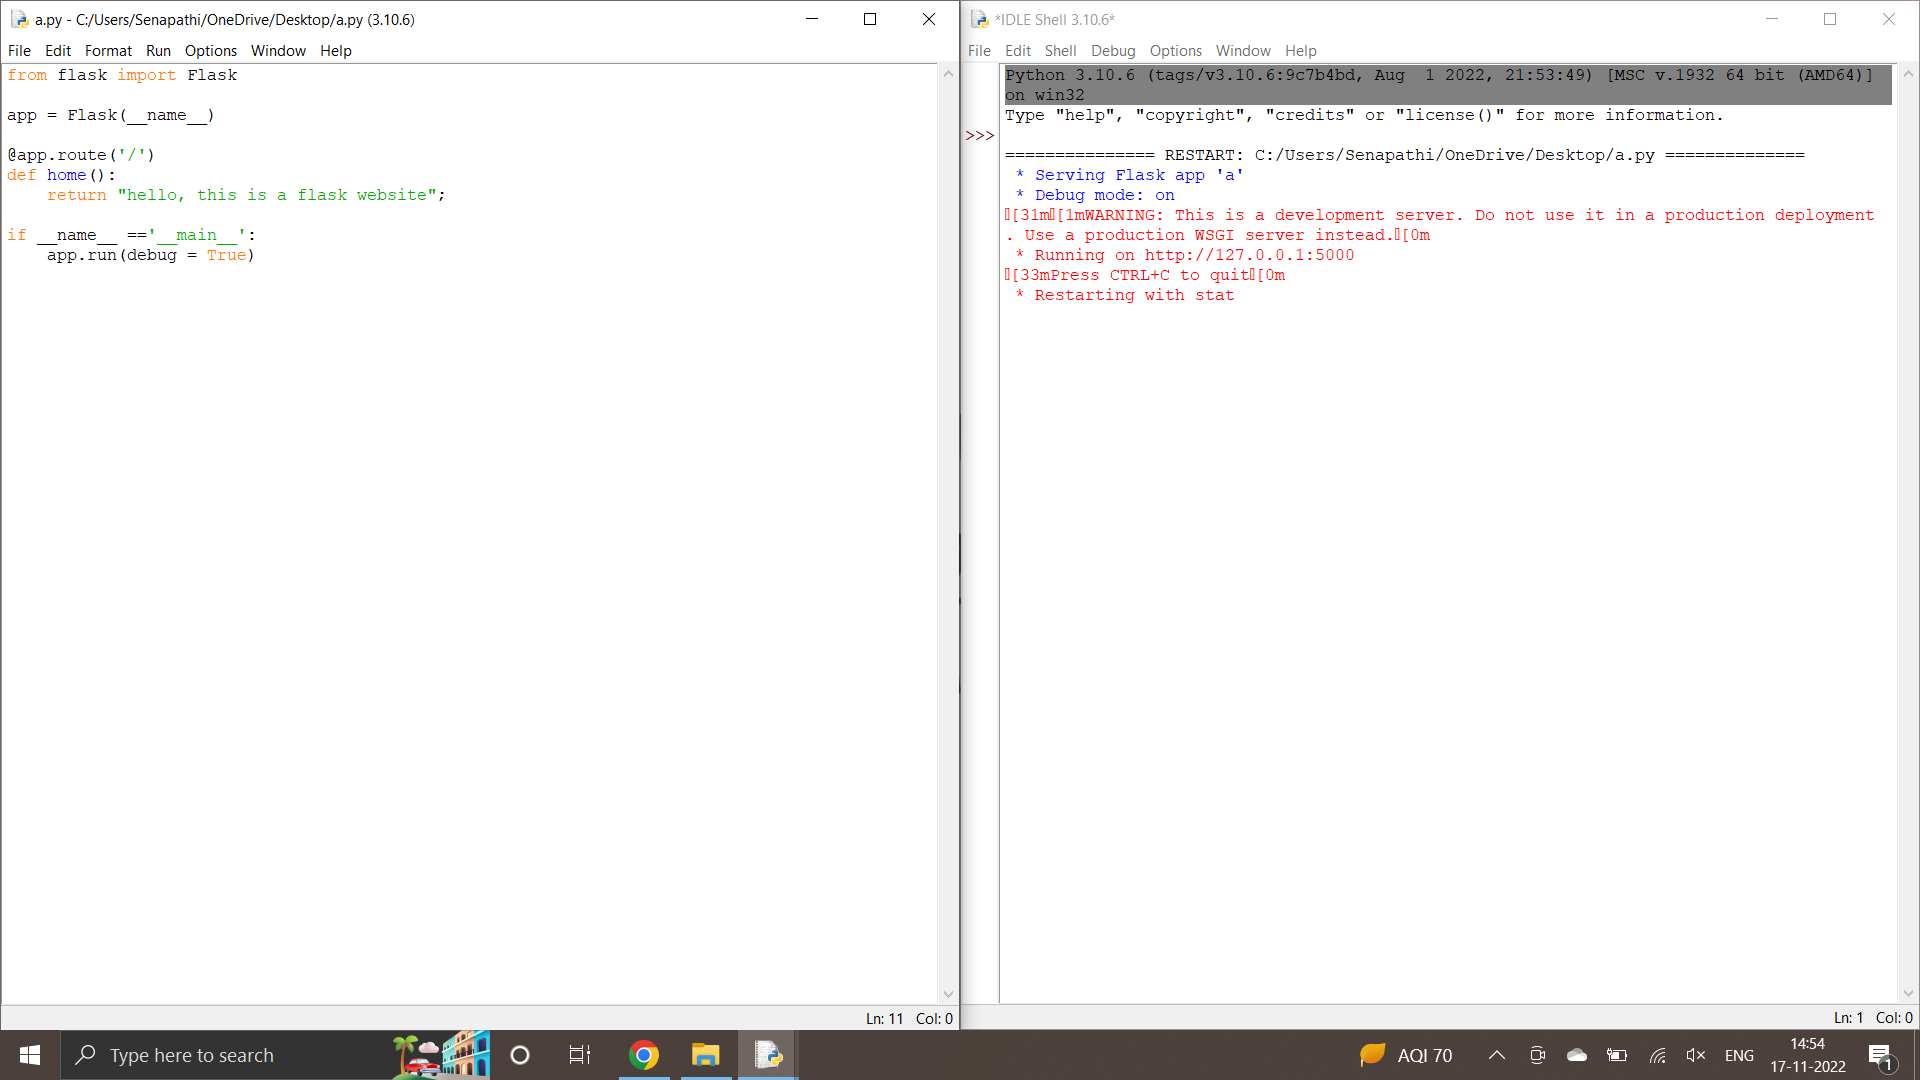 a.py - C:/Users/Senapathi/OneDrive/Desktop/a.py (3.10.6)
File Edit Format Run Options Window Help
from flask import Flask
app = Flask(__name__)
@app.route('/')
def home():
    return "hello, this is a flask website";
if __name__ =='__main__':
    app.run(debug = True)
Ln: 11 Col: 0
*IDLE Shell 3.10.6*
File Edit Shell Debug Options Window Help
Python 3.10.6 (tags/v3.10.6:9c7b4bd, Aug  1 2022, 21:53:49) [MSC v.1932 64 bit (AMD64)]
on win32
Type "help", "copyright", "credits" or "license()" for more information.
>>>
=============== RESTART: C:/Users/Senapathi/OneDrive/Desktop/a.py ==============
 * Serving Flask app 'a'
 * Debug mode: on
[31m[1mWARNING: This is a development server. Do not use it in a production deployment
. Use a production WSGI server instead.[0m
 * Running on http://127.0.0.1:5000
[33mPress CTRL+C to quit[0m
 * Restarting with stat
Ln: 1 Col: 0
Type here to search
AQI 70
ENG
14:54
17-11-2022
1